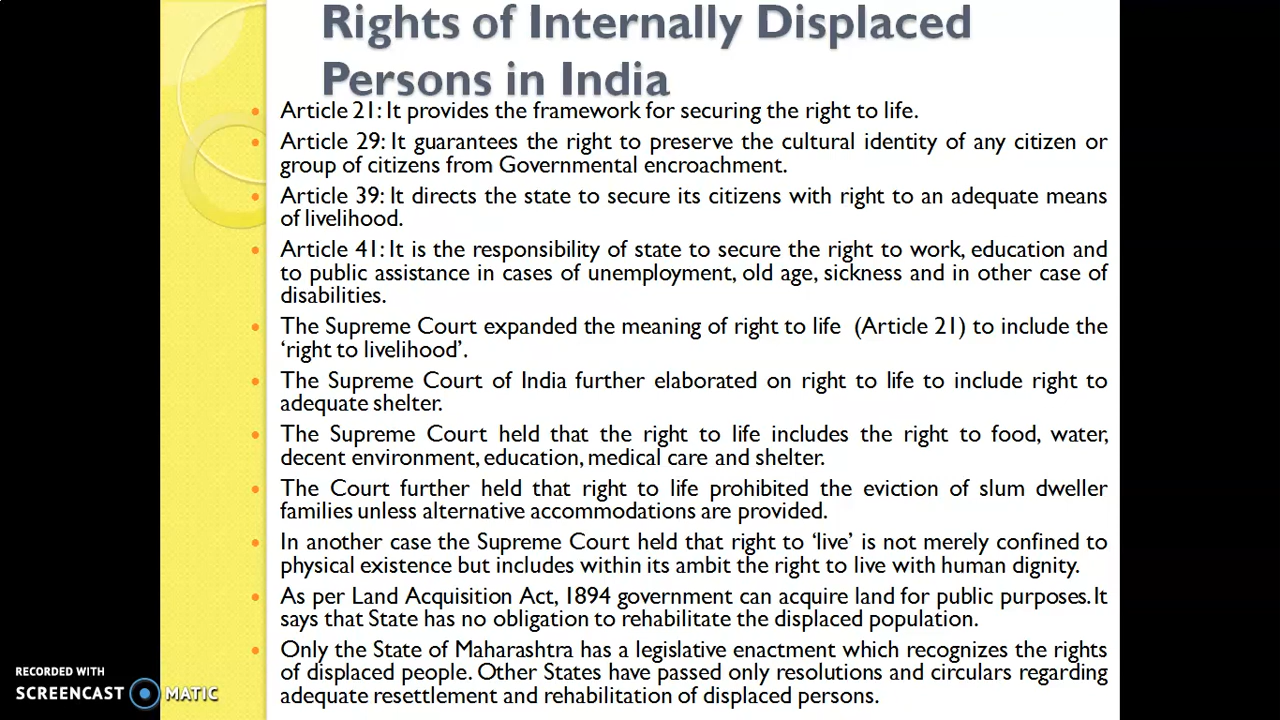 Rights of Internally Displaced
Persons in India
• Article 21: It provides the framework for securing the right to life.
• Article 29: It guarantees the right to preserve the cultural identity of any citizen or
group of citizens from Governmental encroachment.
• Article 39: It directs the state to secure its citizens with right to an adequate means
of livelihood.
• Article 41: It is the responsibility of state to secure the right to work, education and
to public assistance in cases of unemployment, old age, sickness and in other case of
disabilities.
• The Supreme Court expanded the meaning of right to life (Article 21) to include the
‘right to livelihood’.
• The Supreme Court of India further elaborated on right to life to include right to
adequate shelter.
• The Supreme Court held that the right to life includes the right to food, water,
decent environment, education, medical care and shelter.
• The Court further held that right to life prohibited the eviction of slum dweller
families unless alternative accommodations are provided.
• In another case the Supreme Court held that right to ‘live’ is not merely confined to
physical existence but includes within its ambit the right to live with human dignity.
• As per Land Acquisition Act, 1894 government can acquire land for public purposes. It
says that State has no obligation to rehabilitate the displaced population.
• Only the State of Maharashtra has a legislative enactment which recognizes the rights
of displaced people. Other States have passed only resolutions and circulars regarding
adequate resettlement and rehabilitation of displaced persons.
RECORDED WITH
SCREENCAST MATIC